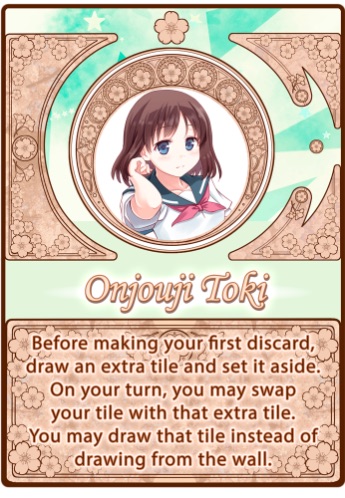 Onjouji Toki
Before making your first discard,
draw an extra tile and set it aside.
On your turn, you may swap
your tile with that extra tile.
You may draw that tile instead of
drawing from the wall.